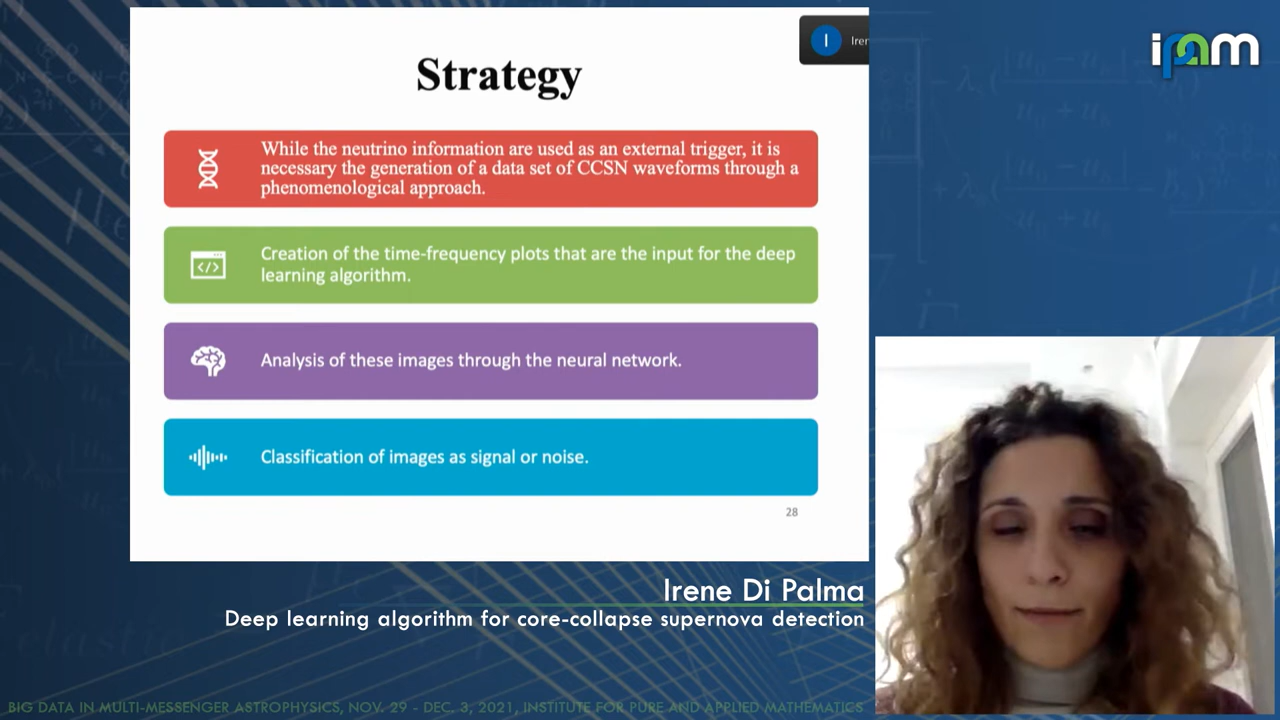 I Iren
ipam
Strategy
While the neutrino information are used as an external trigger, it is
necessary the generation of a data set of CCSN waveforms through a
phenomenological approach.
Creation of the time-frequency plots that are the input for the deep
learning algorithm.
Analysis of these images through the neural network.
Classification of images as signal or noise.
28
Irene Di Palma
Deep learning algorithm for core-collapse supernova detection
BIG DATA IN MULTI-MESSENGER ASTROPHYSICS, NOV. 29 - DEC. 3, 2021, INSTITUTE FOR PURE AND APPLIED MATHEMATICS